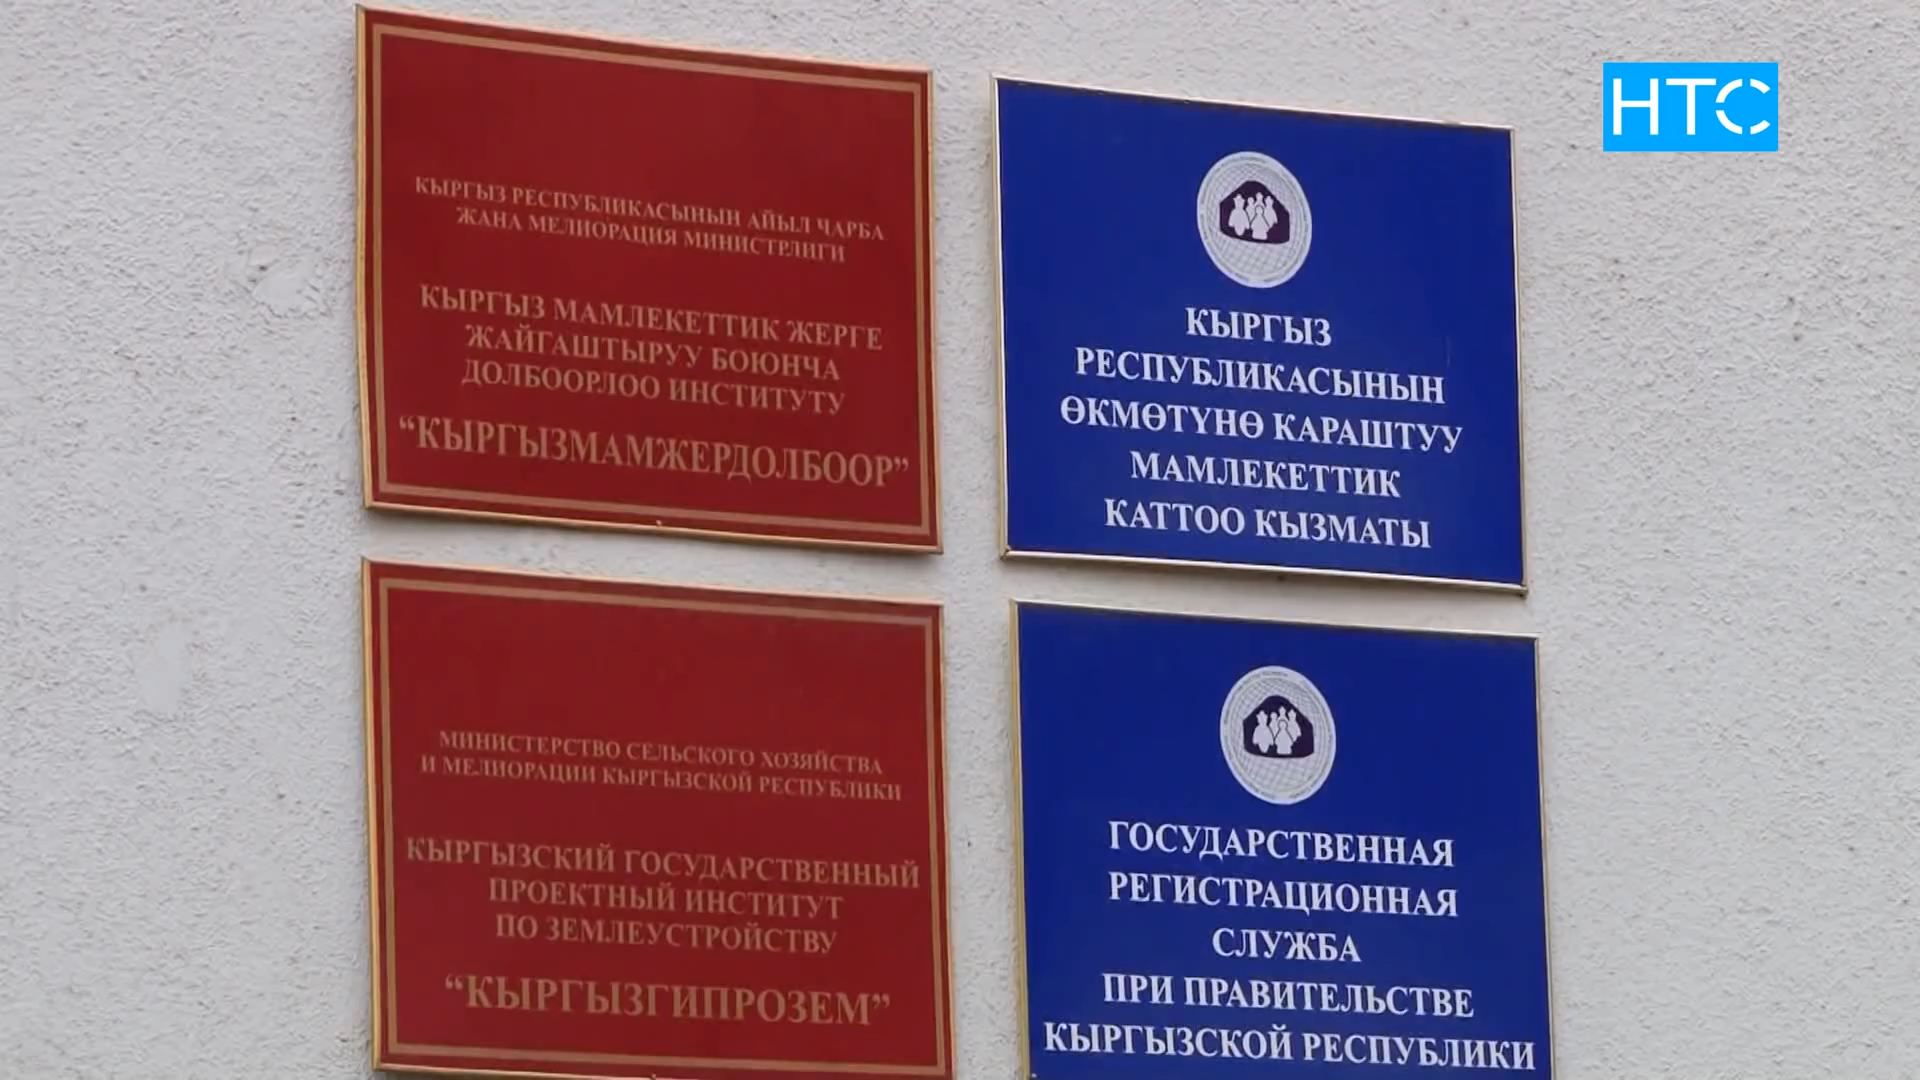 КЫРГЫЗ РЕСПУБЛИКАСЫНЫН АЙЫЛ ЧАРБА
ЖАНА МЕЛИОРАЦИЯ МИНИСТРЛИГИ
КЫРГЫЗ МАМЛЕКЕТТИК ЖЕРГЕ
ЖАЙГАШТЫРУУ БОЮНЧА
ДОЛБООРЛОО ИНСТИТУТУ
“КЫРГЫЗМАМЖЕРДОЛБООР”
КЫРГЫЗ
РЕСПУБЛИКАСЫНЫН
ӨКМӨТҮНӨ КАРАШТУУ
МАМЛЕКЕТТИК
КАТТОО КЫЗМАТЫ
НТС
МИНИСТЕРСТВО СЕЛЬСКОГО ХОЗЯЙСТВА
И МЕЛИОРАЦИИ КЫРГЫЗСКОЙ РЕСПУБЛИКИ
КЫРГЫЗСКИЙ ГОСУДАРСТВЕННЫЙ
ПРОЕКТНЫЙ ИНСТИТУТ
ПО ЗЕМЛЕУСТРОЙСТВУ
“КЫРГЫЗГИПРОЗЕМ”
ГОСУДАРСТВЕННАЯ
РЕГИСТРАЦИОННАЯ
СЛУЖБА
ПРИ ПРАВИТЕЛЬСТВЕ
КЫРГЫЗСКОЙ РЕСПУБЛИКИ